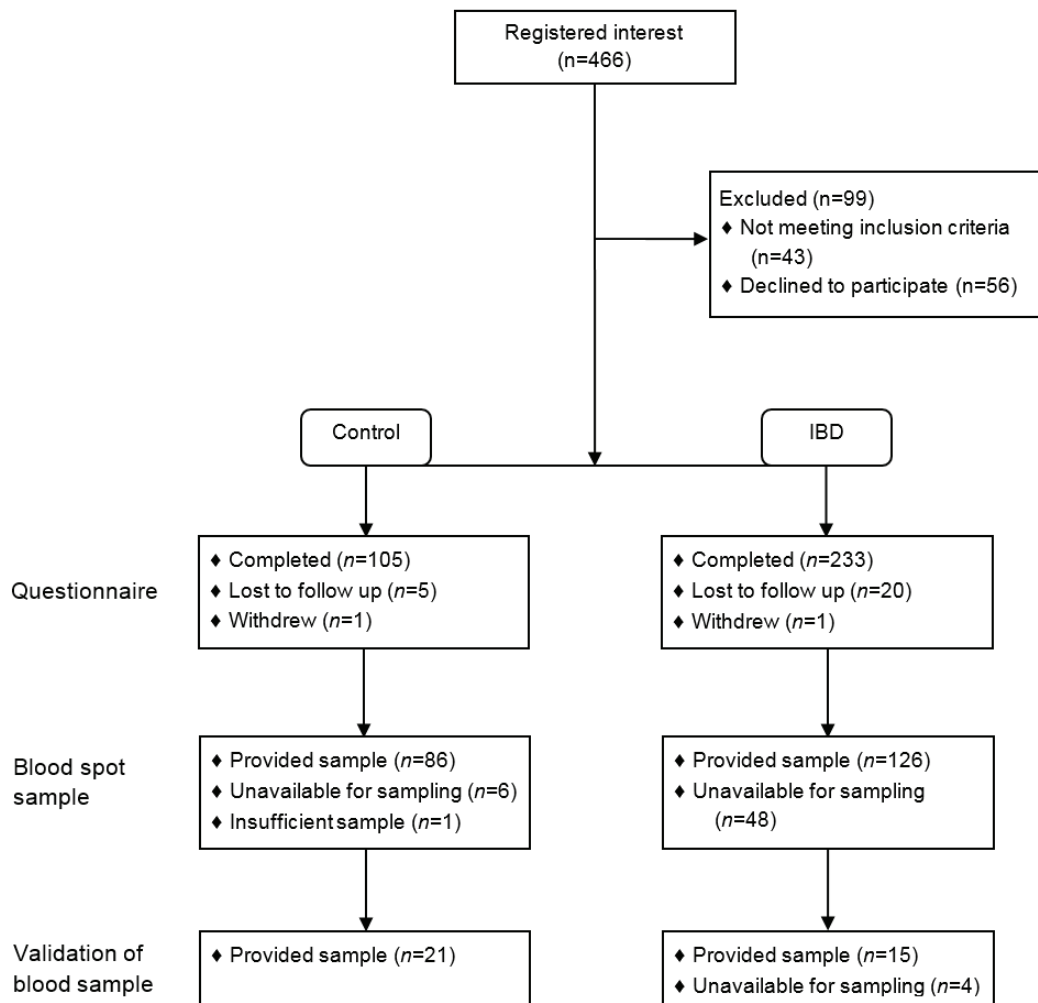 Registered interest
(n=466)
Excluded (n=99)
♦ Not meeting inclusion criteria
(n=43)
♦ Declined to participate (n=56)
Control
IBD
Questionnaire
♦ Completed (n=105)
♦ Lost to follow up (n=5)
♦ Withdrew (n=1)
♦ Completed (n=233)
♦ Lost to follow up (n=20)
♦ Withdrew (n=1)
Blood spot
sample
♦ Provided sample (n=86)
♦ Unavailable for sampling (n=6)
♦ Insufficient sample (n=1)
♦ Provided sample (n=126)
♦ Unavailable for sampling
(n=48)
Validation of
blood sample
♦ Provided sample (n=21)
♦ Provided sample (n=15)
♦ Unavailable for sampling (n=4)